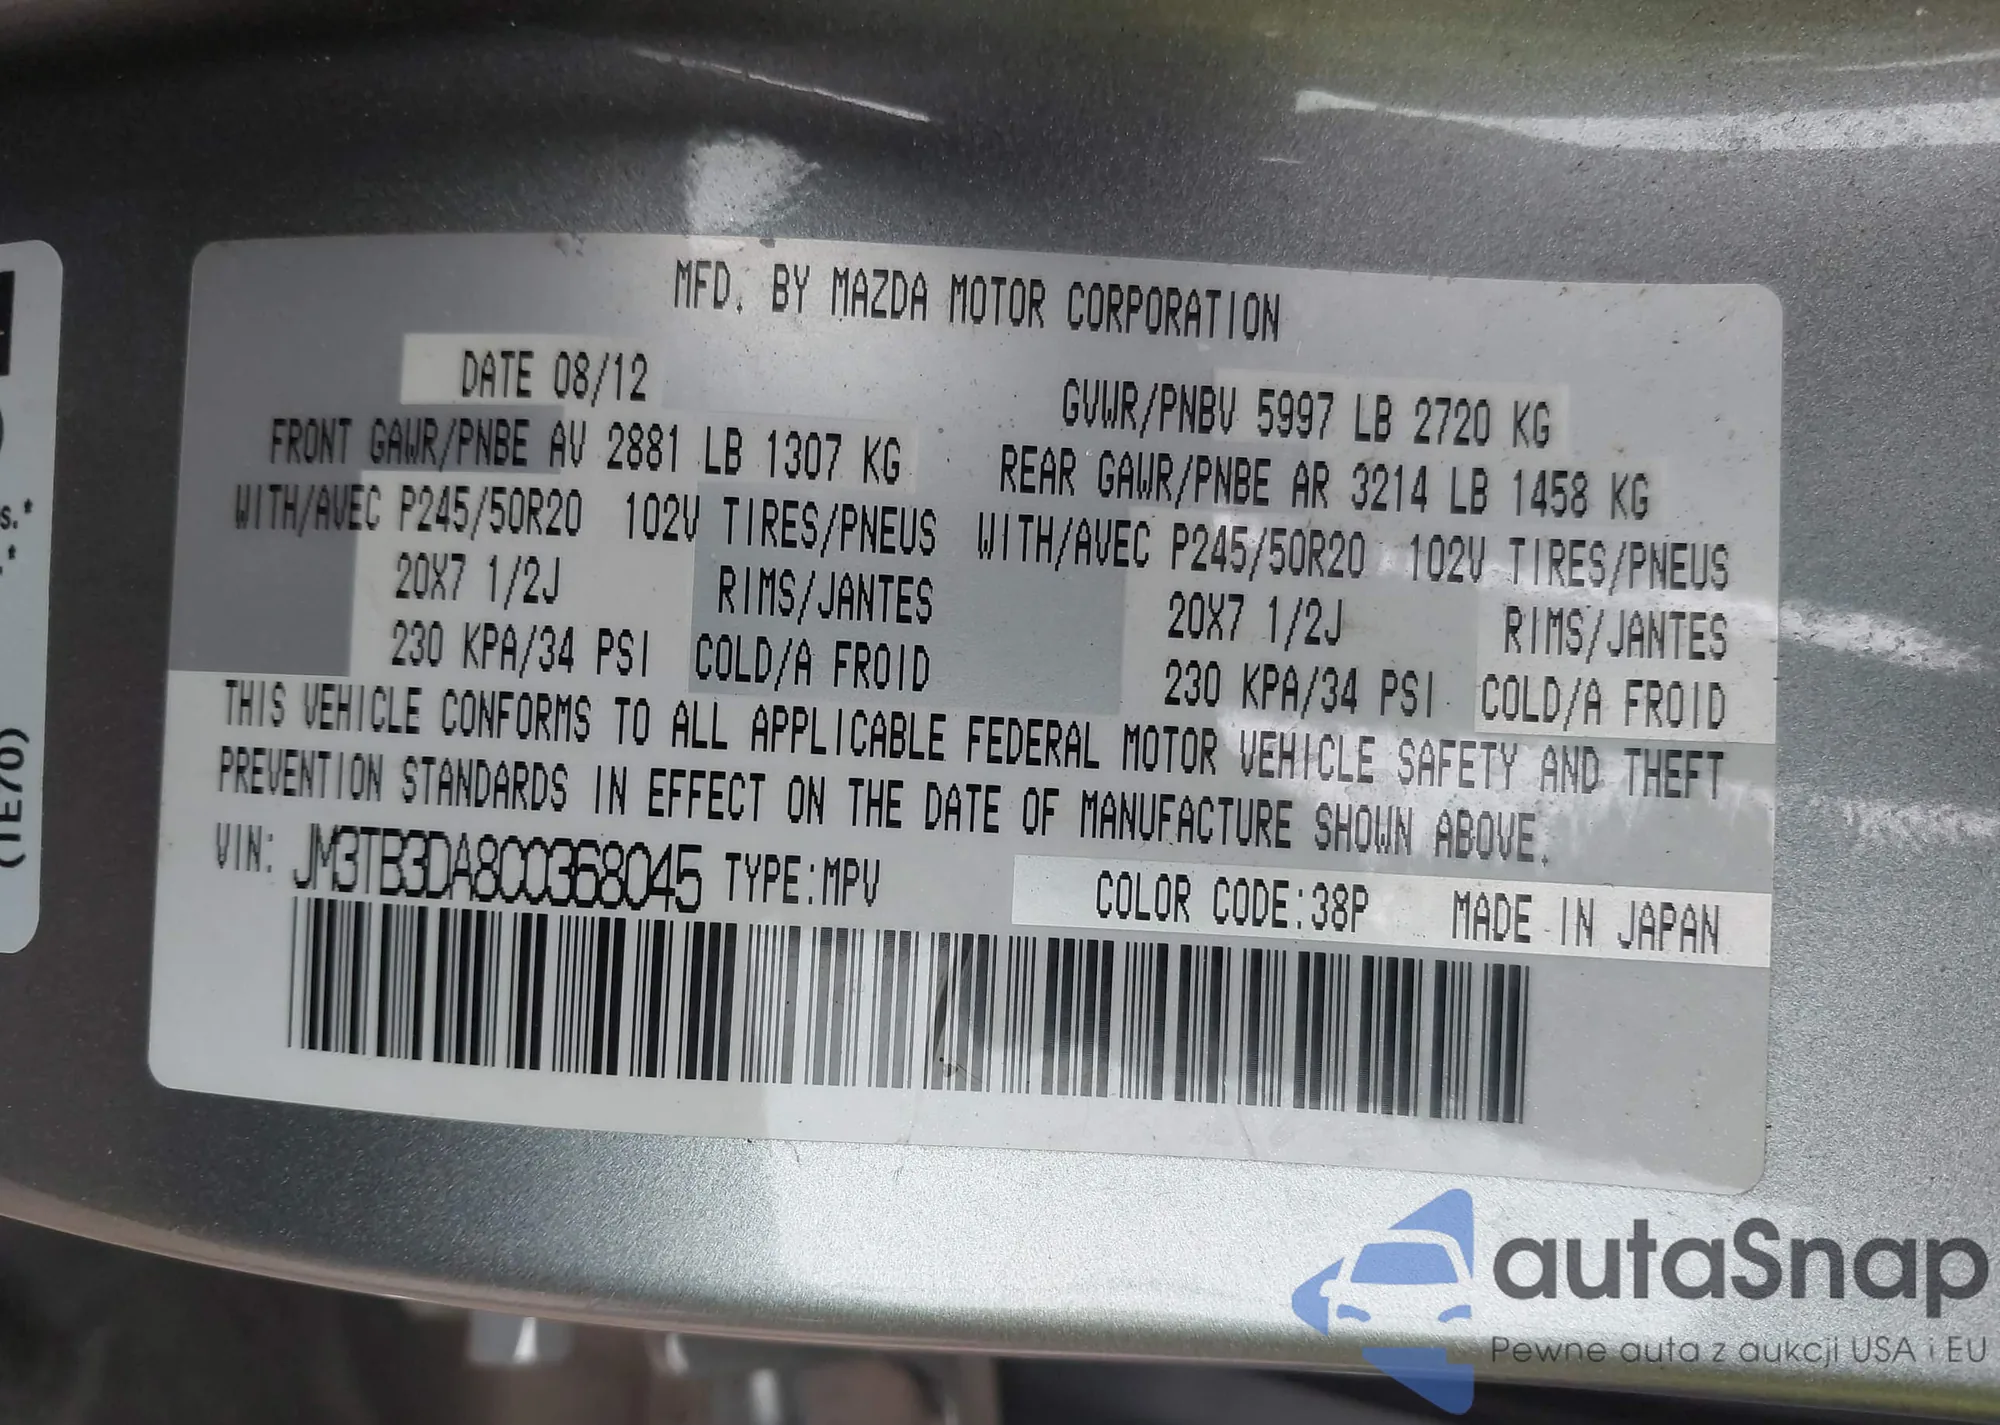 MFD. BY MAZDA MOTOR CORPORATION
DATE 08/12
GVWR/PNBV 5997 LB 2720 KG
FRONT GAWR/PNBE AV 2881 LB 1307 KG
REAR GAWR/PNBE AR 3214 LB 1458 KG
WITH/AVEC P245/50R20 102V TIRES/PNEUS
WITH/AVEC P245/50R20 102V TIRES/PNEUS
20X7 1/2J RIMS/JANTES
20X7 1/2J RIMS/JANTES
230 KPA/34 PSI COLD/A FROID
230 KPA/34 PSI COLD/A FROID
THIS VEHICLE CONFORMS TO ALL APPLICABLE FEDERAL MOTOR VEHICLE SAFETY AND THEFT
PREVENTION STANDARDS IN EFFECT ON THE DATE OF MANUFACTURE SHOWN ABOVE.
VIN: JM3TB3DA8C0368045 TYPE:MPV
COLOR CODE:38P MADE IN JAPAN
(TE70)
autaSnap
Pewne auta z aukcji USA i EU